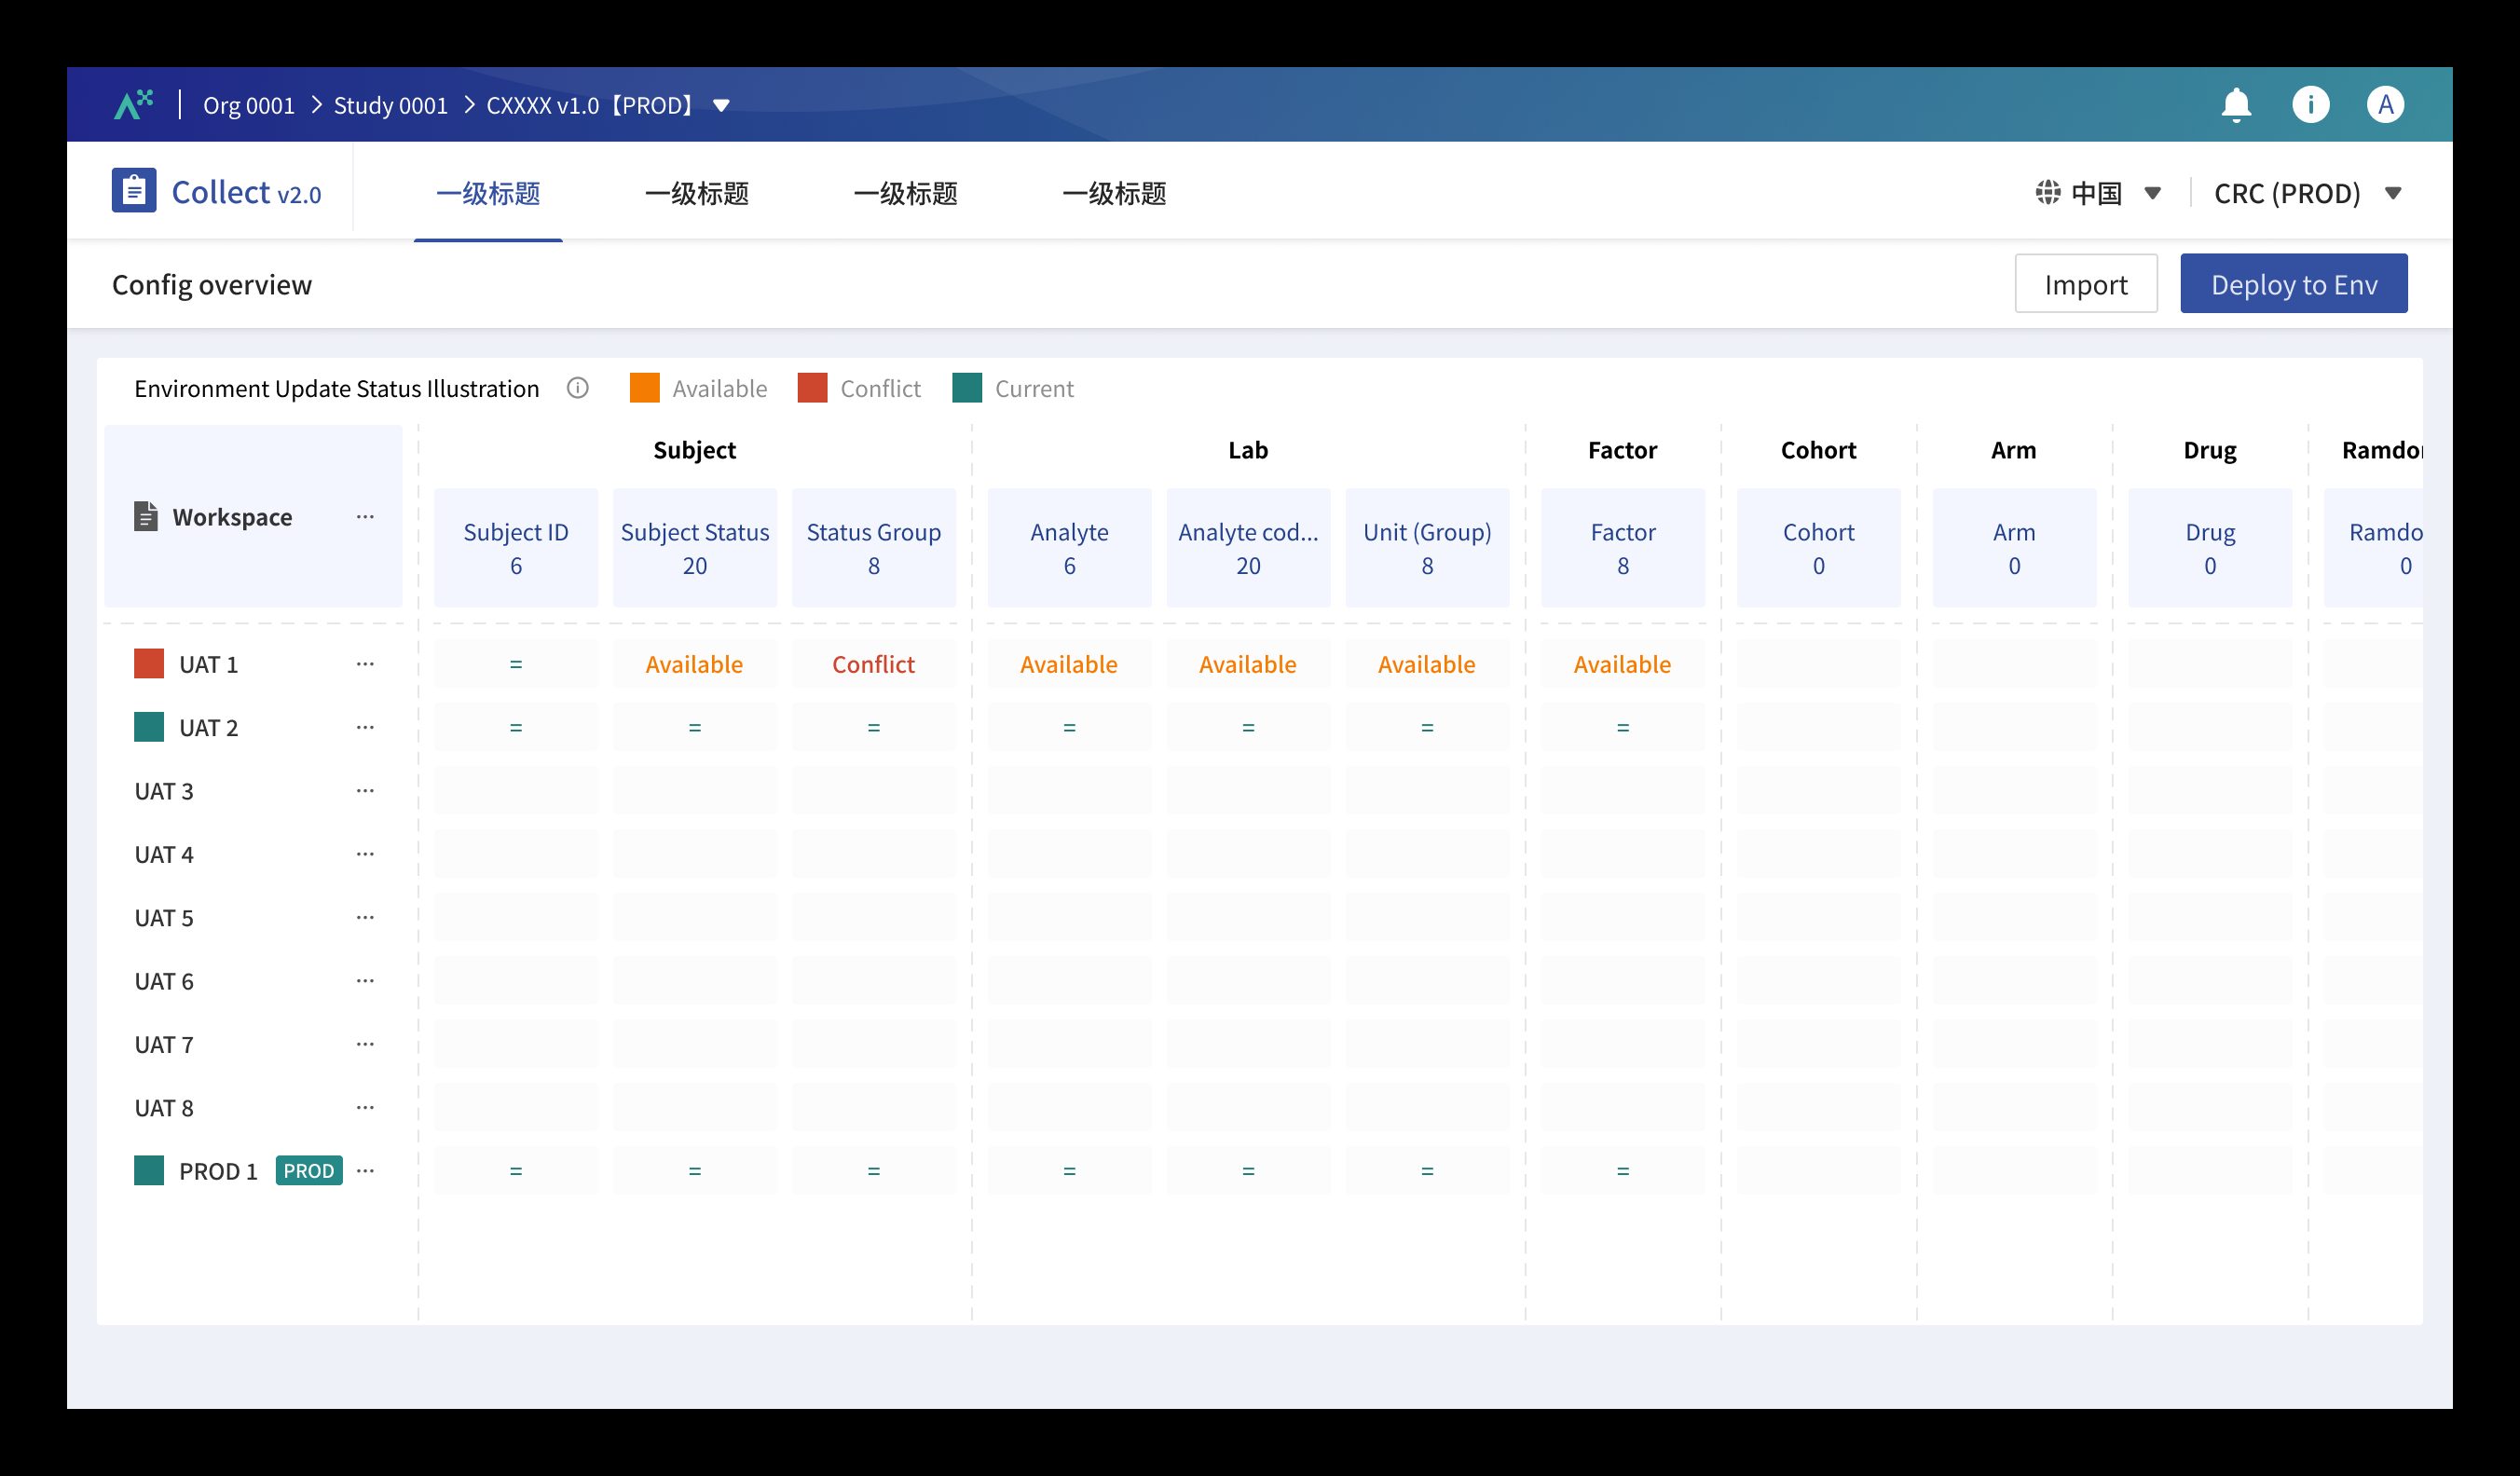 Org 0001 > Study 0001 > CXXXX v1.0【PROD】
A
Collect v2.0
一级标题 一级标题 一级标题 一级标题
中国 CRC (PROD)
Config overview
Import Deploy to Env
Environment Update Status Illustration Available Conflict Current
Subject Lab Factor Cohort Arm Drug Ramdo
Workspace ···
Subject ID Subject Status Status Group Analyte Analyte cod... Unit (Group) Factor Cohort Arm Drug Ramdo
6 20 8 6 20 8 8 0 0 0 0
UAT 1 ··· = Available Conflict Available Available Available Available
UAT 2 ··· = = = = = = =
UAT 3 ···
UAT 4 ···
UAT 5 ···
UAT 6 ···
UAT 7 ···
UAT 8 ···
PROD 1 PROD ··· = = = = = = =